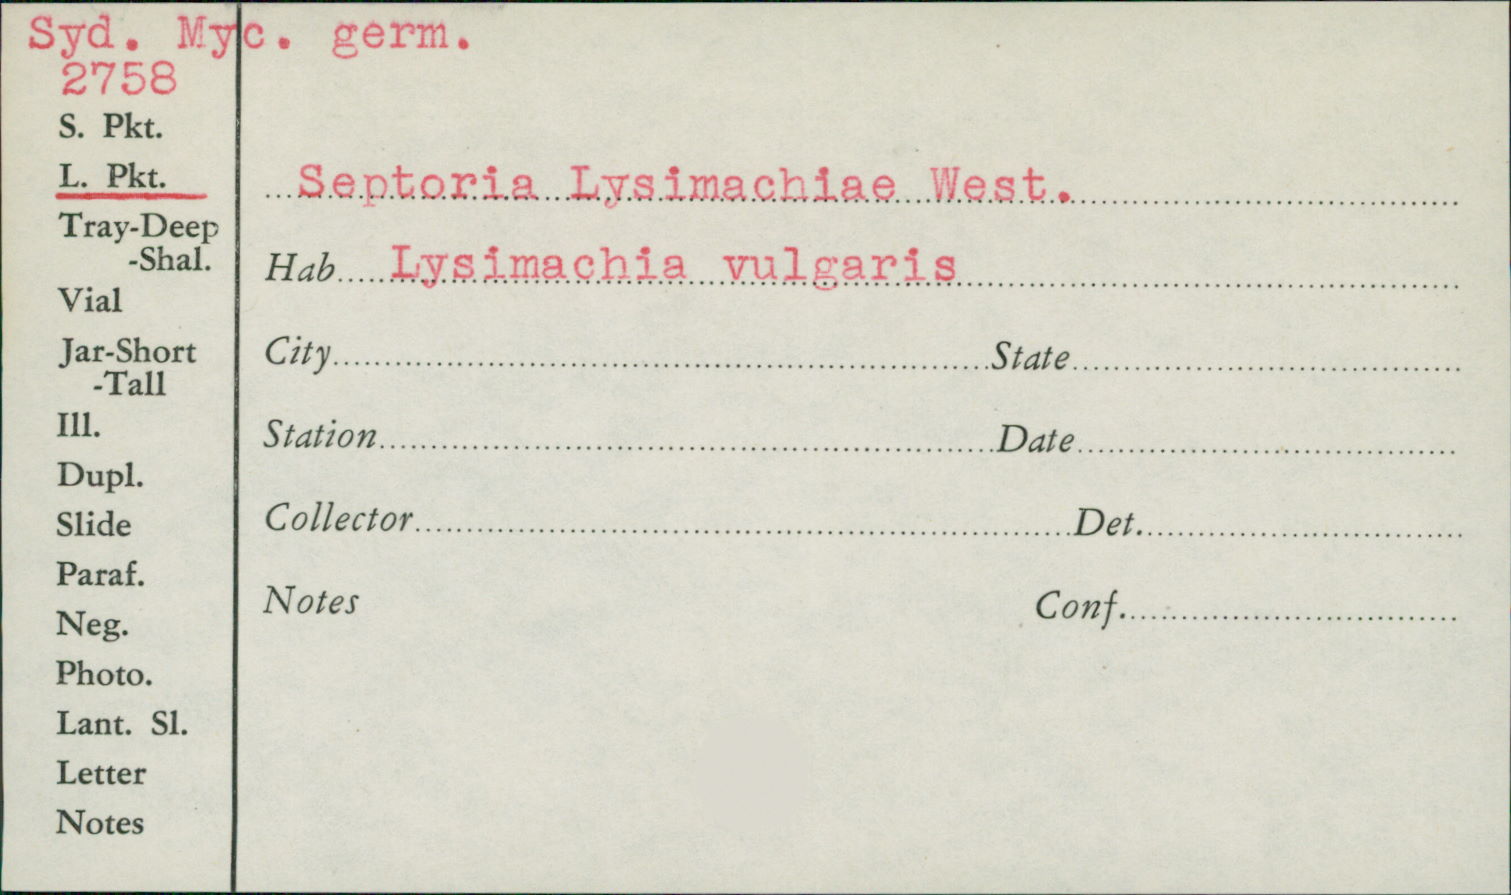 Syd. Myc. germ.
2758
S. Pkt.
L. Pkt.
Tray-Deep
-Shal.
Vial
Jar-Short
-Tall
Ill.
Dupl.
Slide
Paraf.
Neg.
Photo.
Lant. Sl.
Letter
Notes
Septoria Lysimachiae West.
Hab. Lysimachia vulgaris
City State
Station Date
Collector Det.
Notes Conf.